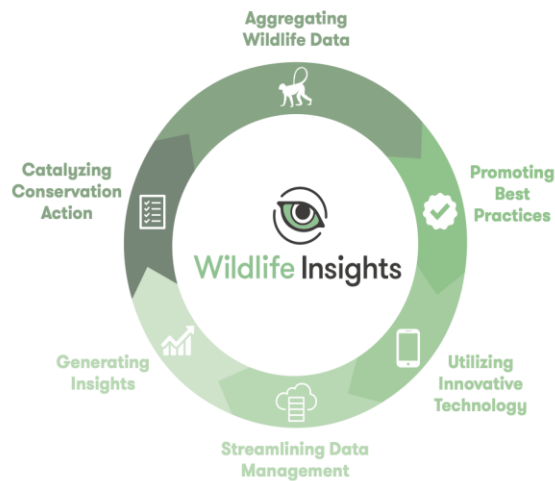 Aggregating
Wildlife Data
Promoting
Best
Practices
Utilizing
Innovative
Technology
Streamlining Data
Management
Generating
Insights
Catalyzing
Conservation
Action
Wildlife Insights